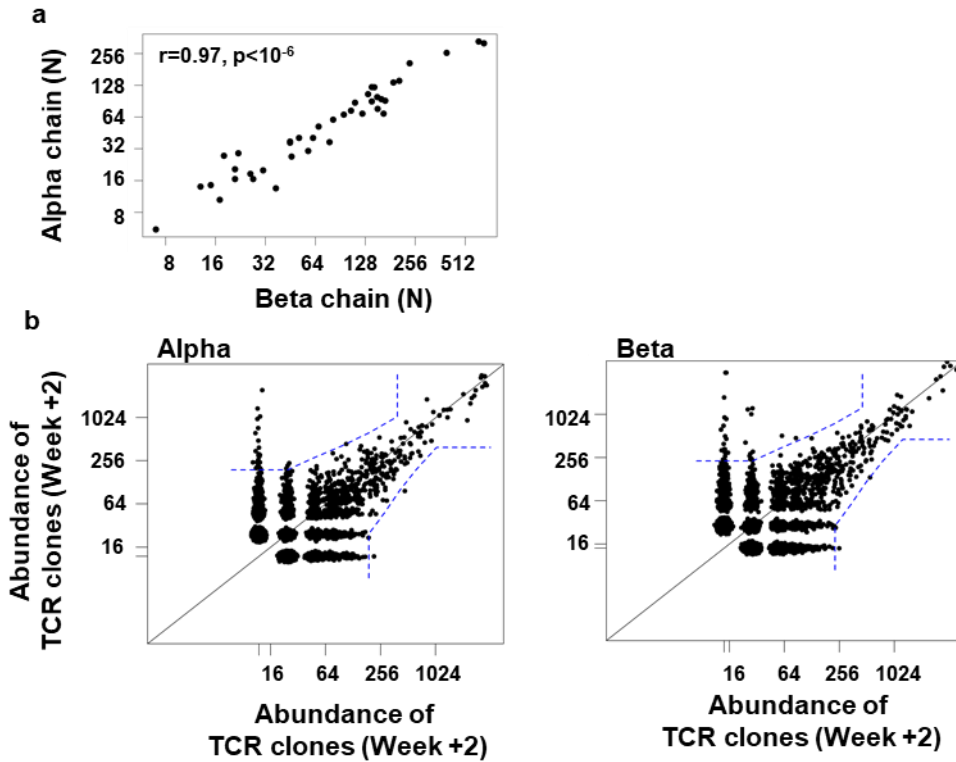 a
r=0.97, p<10⁻⁶
Alpha chain (N)
256
128
64
32
16
8
8 16 32 64 128 256 512
Beta chain (N)
b
Alpha
Beta
Abundance of
TCR clones (Week +2)
1024
256
64
16
1024
256
64
16
16 64 256 1024
16 64 256 1024
Abundance of
TCR clones (Week +2)
Abundance of
TCR clones (Week +2)